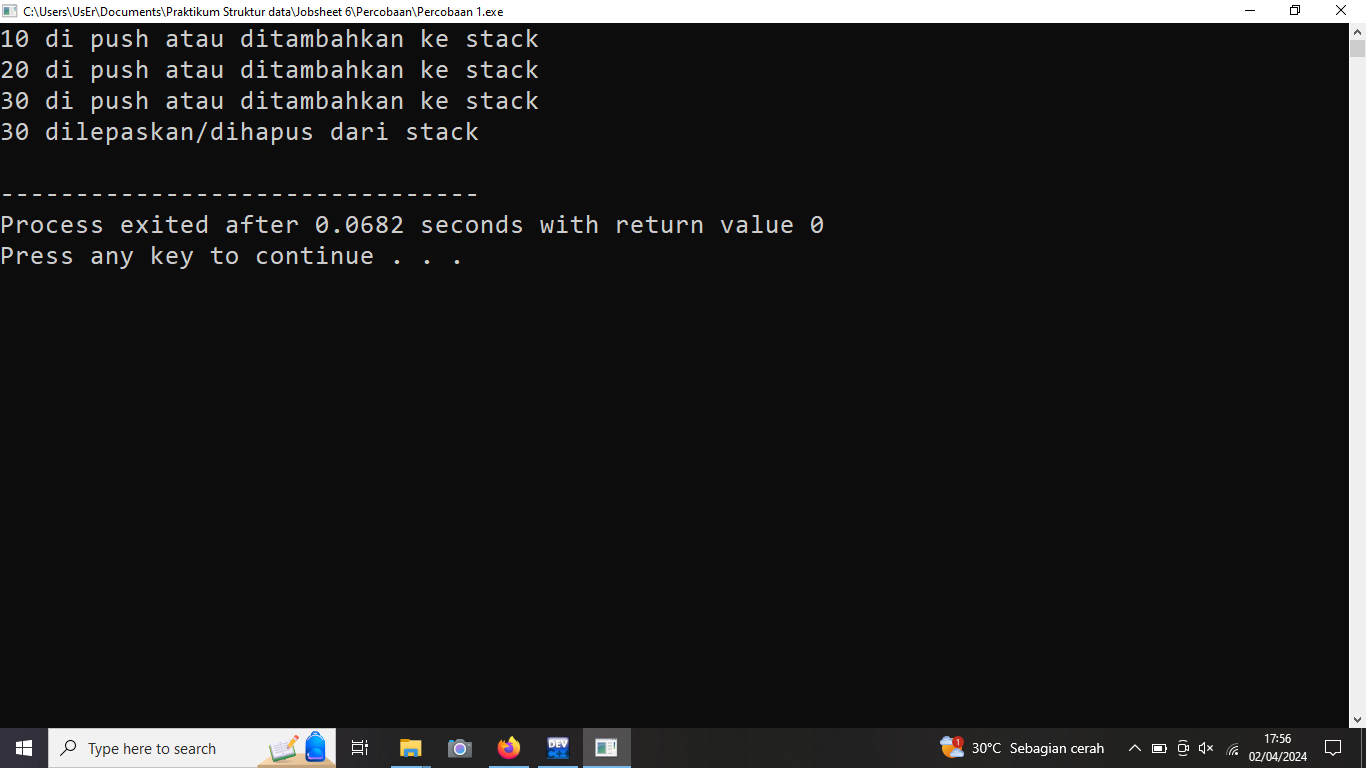 C:\Users\UsEr\Documents\Praktikum Struktur data\Jobsheet 6\Percobaan\Percobaan 1.exe
10 di push atau ditambahkan ke stack
20 di push atau ditambahkan ke stack
30 di push atau ditambahkan ke stack
30 dilepaskan/dihapus dari stack
--------------------------------
Process exited after 0.0682 seconds with return value 0
Press any key to continue . . .
Type here to search
DEV
1
30°C Sebagian cerah
17:56
02/04/2024